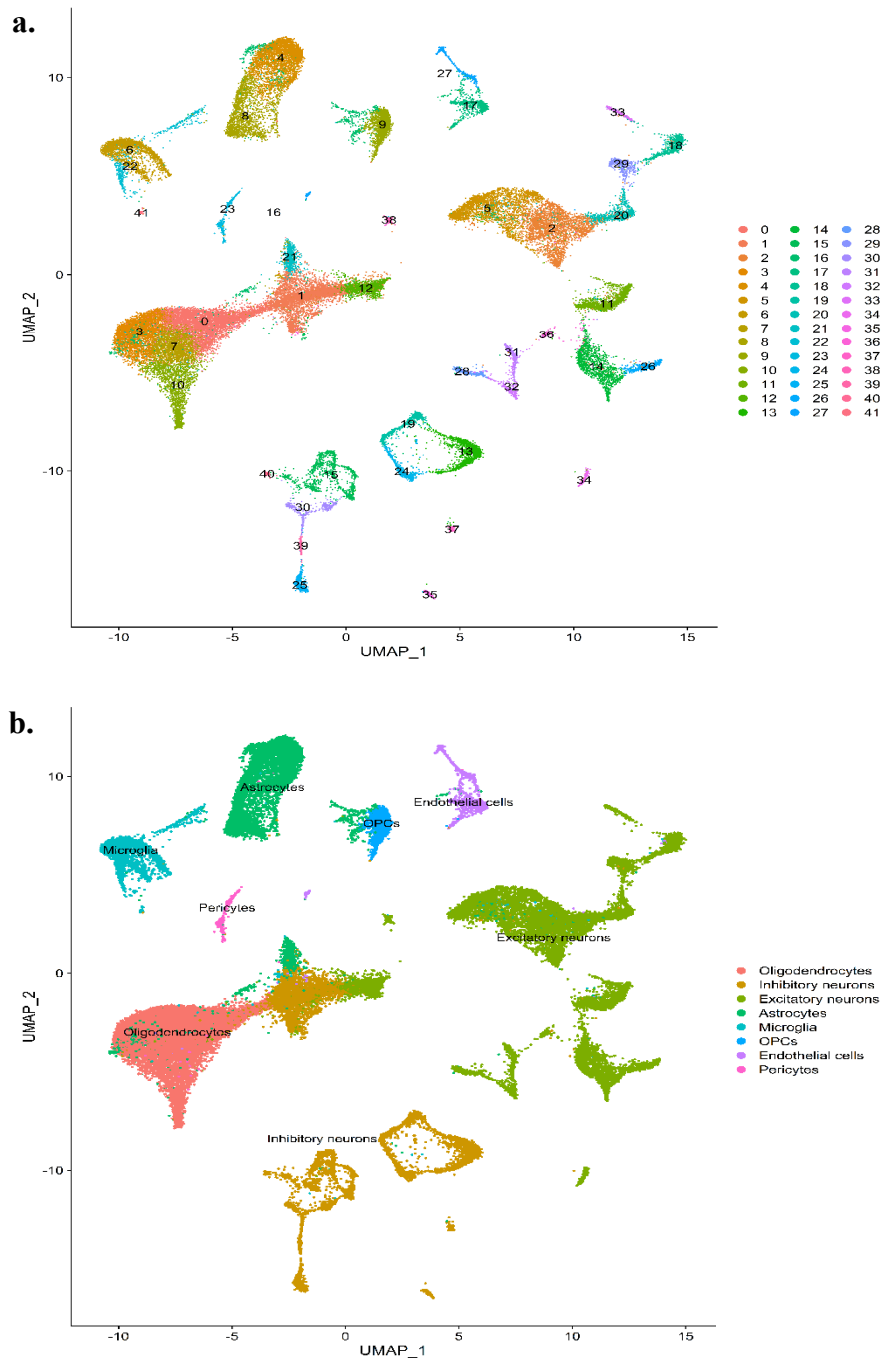 a.
10
0
-10
UMAP_2
4
27
8
17
9
33
6
18
22
29
41
23
16
38
5
2
20
21
1
12
0
3
7
10
11
36
31
14
26
28
32
19
13
24
40
15
34
30
37
39
25
35
-10
-5
0
5
10
15
UMAP_1
0 14 28
1 15 29
2 16 30
3 17 31
4 18 32
5 19 33
6 20 34
7 21 35
8 22 36
9 23 37
10 24 38
11 25 39
12 26 40
13 27 41
b.
10
0
-10
UMAP_2
Astrocytes
Endothelial cells
OPCs
Microglia
Pericytes
Excitatory neurons
Oligodendrocytes
Inhibitory neurons
-10
-5
0
5
10
15
UMAP_1
Oligodendrocytes
Inhibitory neurons
Excitatory neurons
Astrocytes
Microglia
OPCs
Endothelial cells
Pericytes